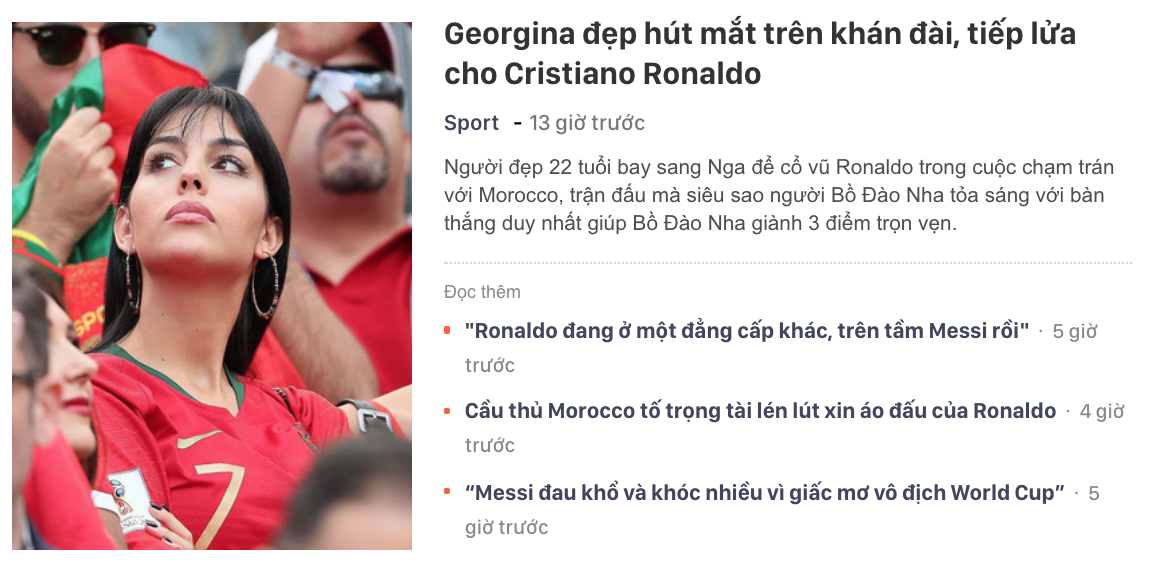 Georgina đẹp hút mắt trên khán đài, tiếp lửa
cho Cristiano Ronaldo
Sport - 13 giờ trước
Người đẹp 22 tuổi bay sang Nga để cổ vũ Ronaldo trong cuộc chạm trán
với Morocco, trận đấu mà siêu sao người Bồ Đào Nha tỏa sáng với bàn
thắng duy nhất giúp Bồ Đào Nha giành 3 điểm trọn vẹn.
Đọc thêm
"Ronaldo đang ở một đẳng cấp khác, trên tầm Messi rồi" · 5 giờ
trước
Cầu thủ Morocco tố trọng tài lén lút xin áo đấu của Ronaldo · 4 giờ
trước
“Messi đau khổ và khóc nhiều vì giấc mơ vô địch World Cup” · 5
giờ trước
7